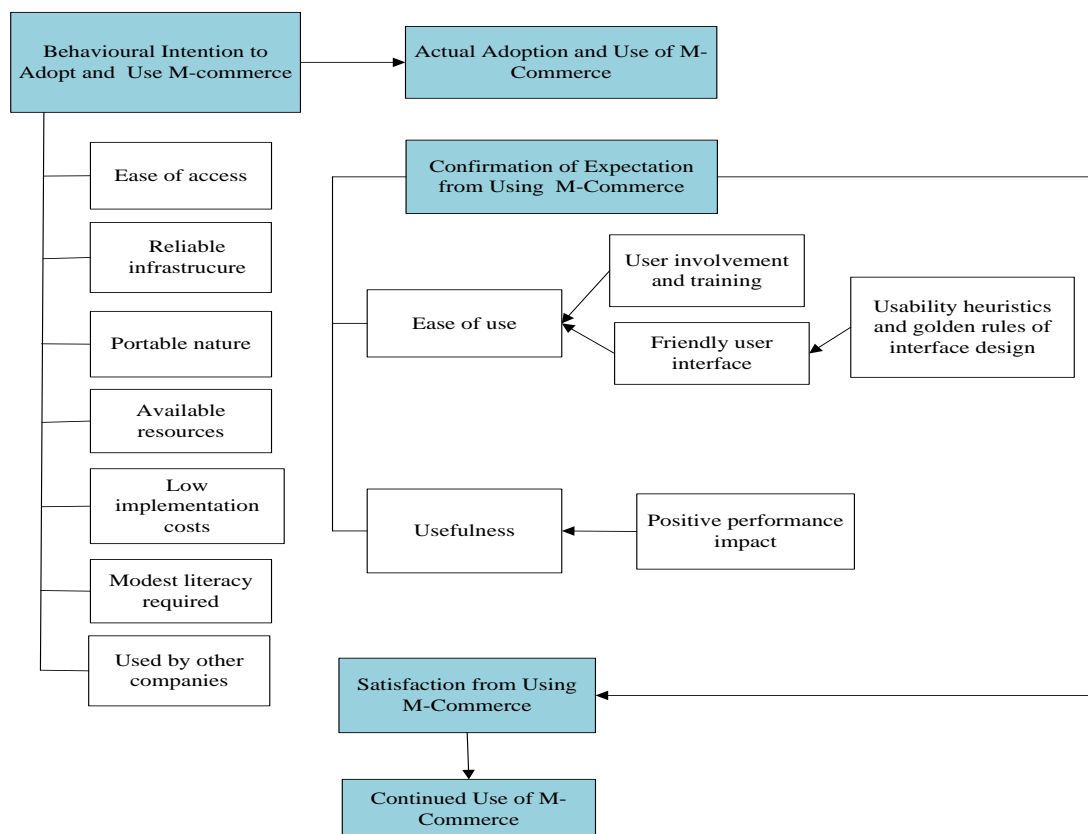 Behavioural Intention to
Adopt and Use M-commerce
Actual Adoption and Use of M-
Commerce
Confirmation of Expectation
from Using M-Commerce
Ease of access
Reliable
infrastrucure
Portable nature
Available
resources
Low
implementation
costs
Modest literacy
required
Used by other
companies
Ease of use
User involvement
and training
Friendly user
interface
Usability heuristics
and golden rules of
interface design
Usefulness
Positive performance
impact
Satisfaction from Using
M-Commerce
Continued Use of M-
Commerce